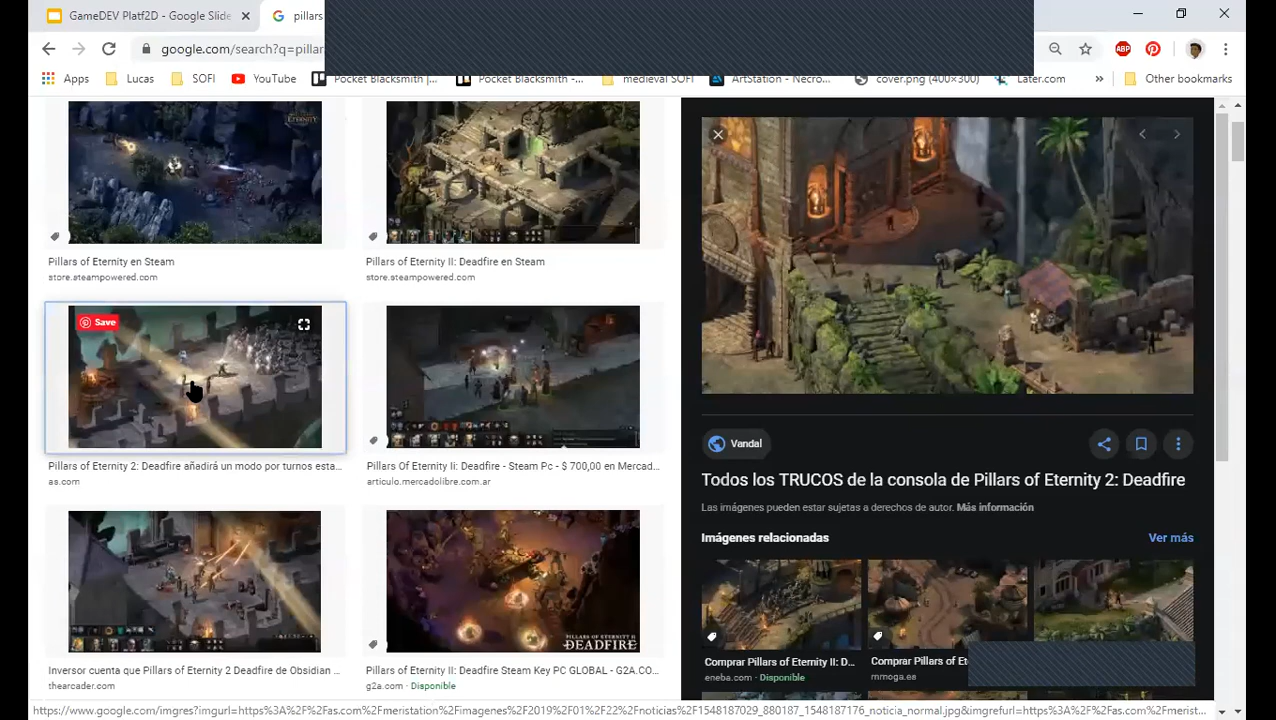 GameDEV Platf2D - Google Slide
pillars
google.com/search?q=pillar
ABP
Apps
Lucas
SOFI
YouTube
Pocket Blacksmith |...
Pocket Blacksmith -...
medieval SOFI
ArtStation - Necro...
cover.png (400×300)
Later.com
»
Other bookmarks
ETERNITY
Pillars of Eternity en Steam
store.steampowered.com
Pillars of Eternity II: Deadfire en Steam
store.steampowered.com
Save
Pillars of Eternity 2: Deadfire añadirá un modo por turnos esta...
as.com
Pillars Of Eternity Ii: Deadfire - Steam Pc - $ 700,00 en Mercad...
articulo.mercadolibre.com.ar
PILLARS OF ETERNITY II
DEADFIRE
Inversor cuenta que Pillars of Eternity 2 Deadfire de Obsidian ...
thearcader.com
Pillars of Eternity II: Deadfire Steam Key PC GLOBAL - G2A.CO...
g2a.com · Disponible
Vandal
Todos los TRUCOS de la consola de Pillars of Eternity 2: Deadfire
Las imágenes pueden estar sujetas a derechos de autor. Más información
Imágenes relacionadas
Ver más
Comprar Pillars of Eternity II: D...
eneba.com · Disponible
Comprar Pillars of Et
mmoga.es
https://www.google.com/imgres?imgurl=https%3A%2F%2Fas.com%2Fmeristation%2Fimagenes%2F2019%2F01%2F22%2Fnoticias%2F1548187029_880187_1548187176_noticia_normal.jpg&imgrefurl=https%3A%2F%2Fas.com%2Fmerist...